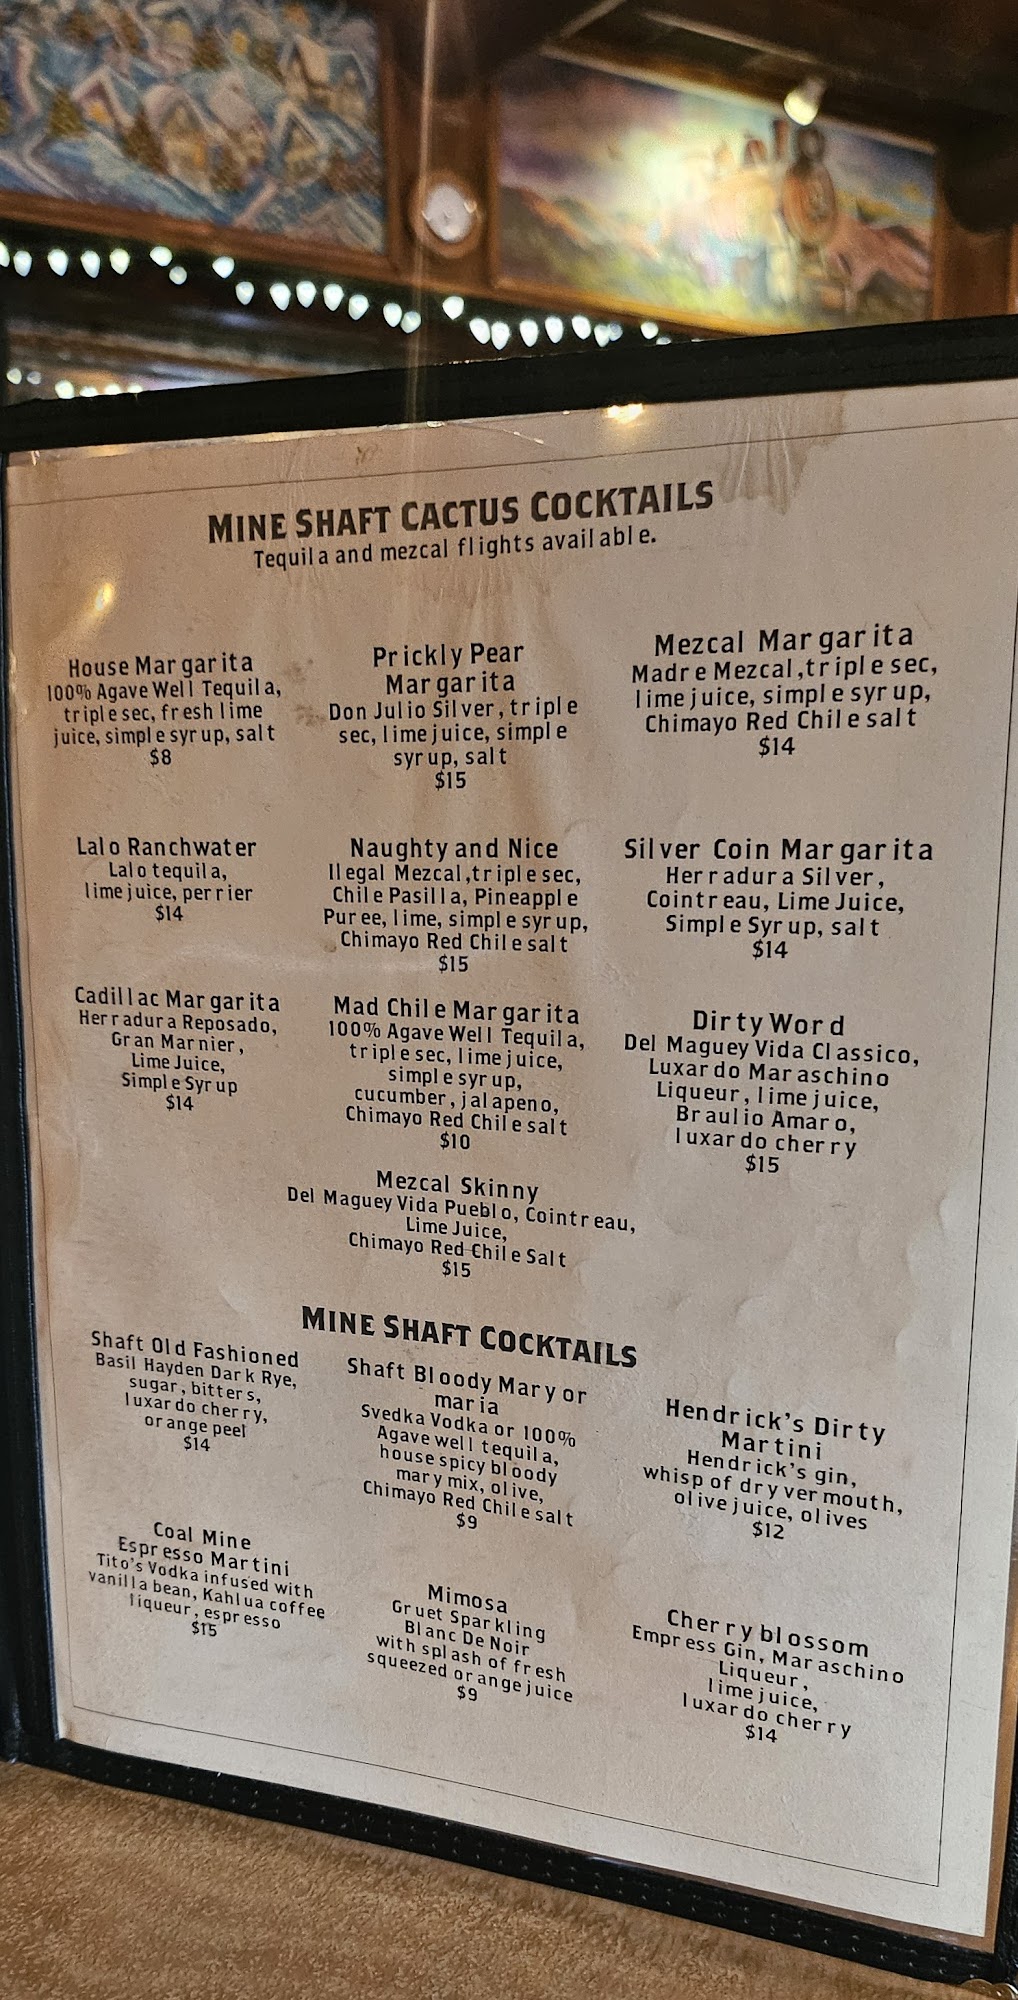 MINE SHAFT CACTUS COCKTAILS
Tequila and mezcal flights available.
House Margarita
100% Agave Well Tequila,
triple sec, fresh lime
juice, simple syrup, salt
$8
Prickly Pear
Margarita
Don Julio Silver, triple
sec, lime juice, simple
syrup, salt
$15
Mezcal Margarita
Madre Mezcal, triple sec,
lime juice, simple syrup,
Chimayo Red Chile salt
$14
Lalo Ranchwater
Lalo tequila,
lime juice, perrier
$14
Naughty and Nice
Ilegal Mezcal, triple sec,
Chile Pasilla, Pineapple
Puree, lime, simple syrup,
Chimayo Red Chile salt
$15
Silver Coin Margarita
Herradura Silver,
Cointreau, Lime Juice,
Simple Syrup, salt
$14
Cadillac Margarita
Herradura Reposado,
Gran Marnier,
Lime Juice,
Simple Syrup
$14
Mad Chile Margarita
100% Agave Well Tequila,
triple sec, lime juice,
simple syrup,
cucumber, jalapeno,
Chimayo Red Chile salt
$10
Dirty Word
Del Maguey Vida Classico,
Luxardo Maraschino
Liqueur, lime juice,
Braulio Amaro,
luxardo cherry
$15
Mezcal Skinny
Del Maguey Vida Pueblo, Cointreau,
Lime Juice,
Chimayo Red Chile Salt
$15
MINE SHAFT COCKTAILS
Shaft Old Fashioned
Basil Hayden Dark Rye,
sugar, bitters,
luxardo cherry,
orange peel
$14
Shaft Bloody Mary or
maria
Svedka Vodka or 100%
Agave well tequila,
house spicy bloody
mary mix, olive,
Chimayo Red Chile salt
$9
Hendrick's Dirty
Martini
Hendrick's gin,
whisp of dry vermouth,
olive juice, olives
$12
Coal Mine
Espresso Martini
Tito's Vodka infused with
vanilla bean, Kahlua coffee
liqueur, espresso
$15
Mimosa
Gruet Sparkling
Blanc De Noir
with splash of fresh
squeezed orange juice
$9
Cherry blossom
Empress Gin, Maraschino
Liqueur,
lime juice,
luxardo cherry
$14